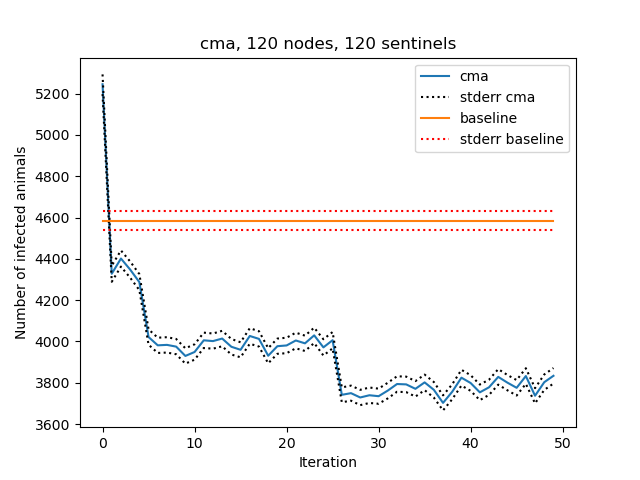 cma, 120 nodes, 120 sentinels
cma
stderr cma
baseline
stderr baseline
Number of infected animals
5200
5000
4800
4600
4400
4200
4000
3800
3600
0 10 20 30 40 50
Iteration